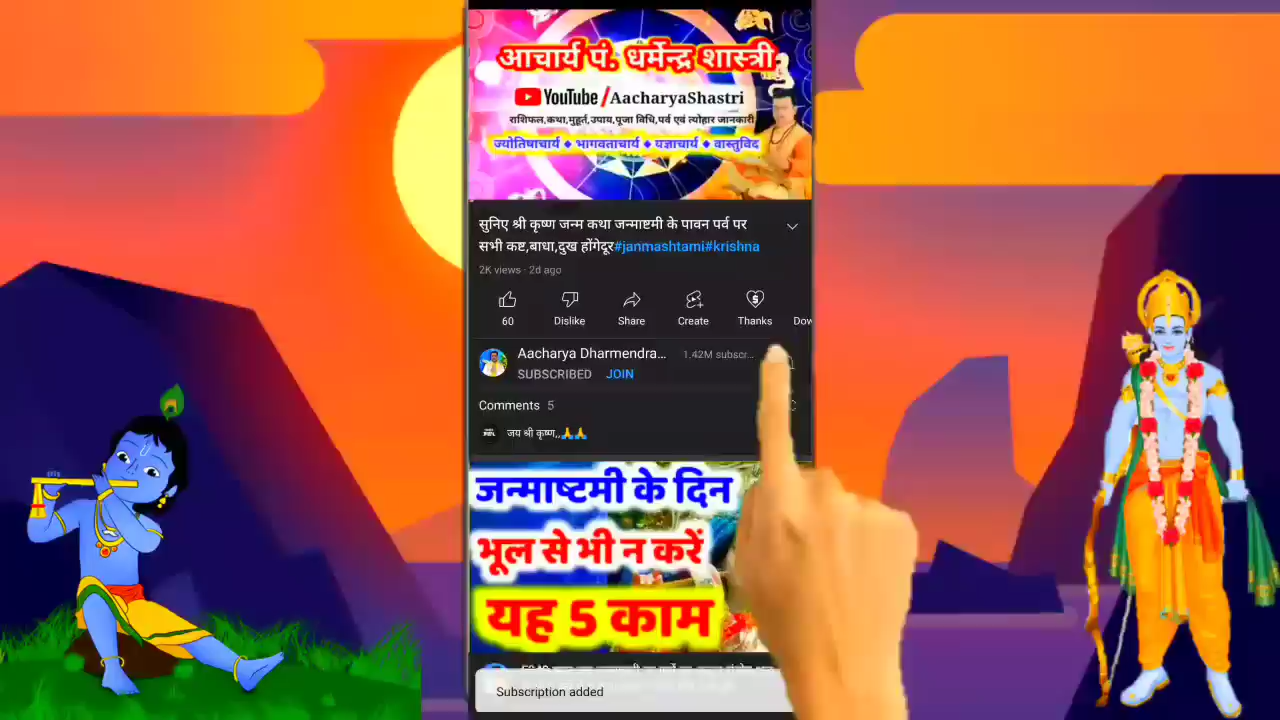 आचार्य पं. धर्मेन्द्र शास्त्री
YouTube/AacharyaShastri
राशिफल,कथा,मुहूर्त,उपाय,पूजा विधि,पर्व एवं त्योहार जानकारी
ज्योतिषाचार्य ◆ भागवताचार्य ◆ यज्ञाचार्य ◆ वास्तुविद
सुनिए श्री कृष्ण जन्म कथा जन्माष्टमी के पावन पर्व पर
सभी कष्ट,बाधा,दुख होंगेदूर#janmashtami#krishna
2K views · 2d ago
60 Dislike Share Create Thanks Dow
Aacharya Dharmendra... 1.42M subscr...
SUBSCRIBED JOIN
Comments 5
जय श्री कृष्ण,,🙏🙏
जन्माष्टमी के दिन
भूल से भी न करें
यह 5 काम
Subscription added